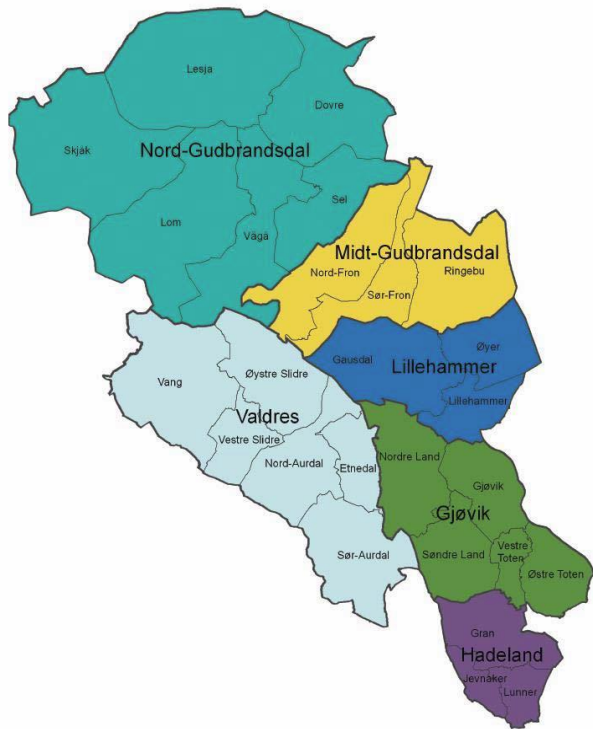 Lesja
Dovre
Skjåk
Nord-Gudbrandsdal
Sel
Lom
Vågå
Midt-Gudbrandsdal
Nord-Fron
Ringebu
Sør-Fron
Gausdal
Øyer
Lillehammer
Lillehammer
Vang
Øystre Slidre
Valdres
Vestre Slidre
Nord-Aurdal
Etnedal
Sør-Aurdal
Nordre Land
Gjøvik
Gjøvik
Søndre Land
Vestre
Toten
Østre Toten
Gran
Hadeland
Jevnaker
Lunner